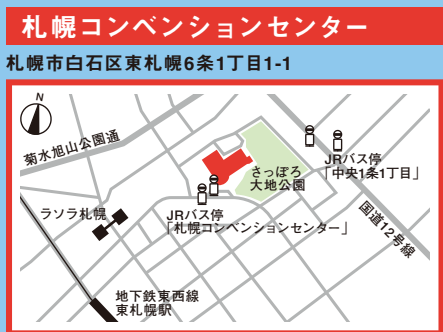 札幌コンベンションセンター
札幌市白石区東札幌6条1丁目1-1
N
菊水旭山公園通
さっぽろ
大地公園
JRバス停
「中央1条1丁目」
ラソラ札幌
JRバス停
「札幌コンベンションセンター」
国道12号線
地下鉄東西線
東札幌駅